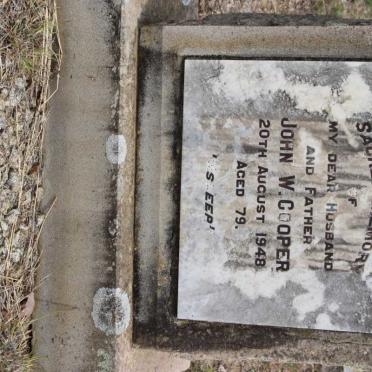 MY DEAR HUSBAND
AND FATHER
JOHN W. COOPER
20TH AUGUST 1948
AGED 79.